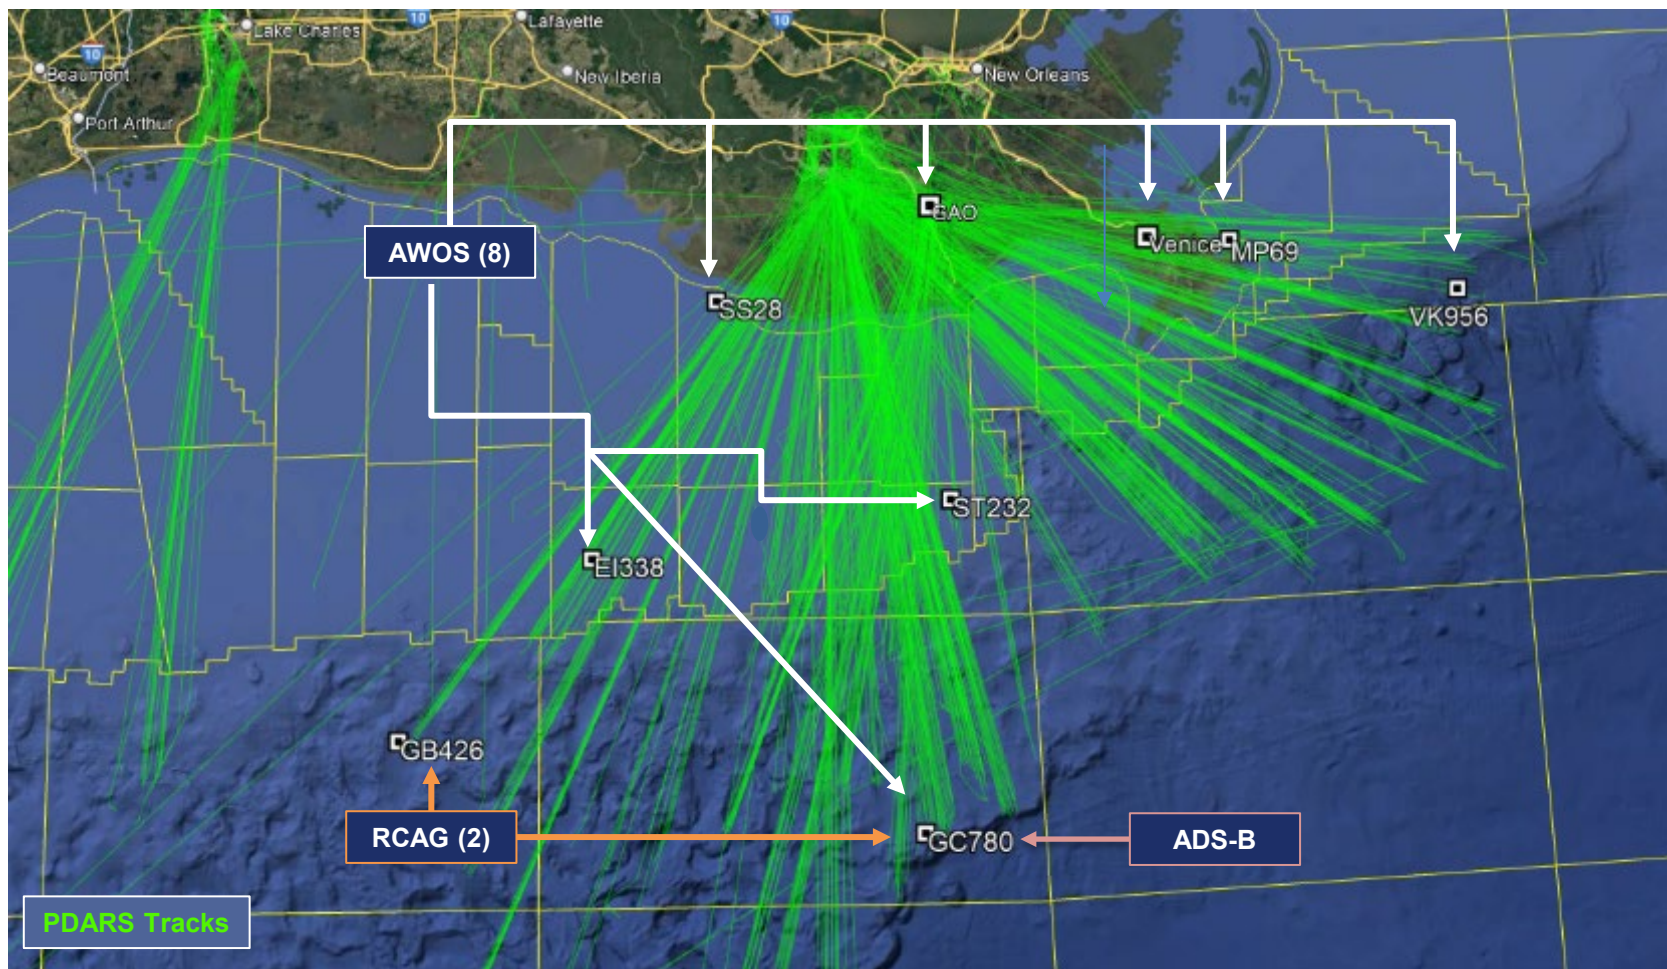 10
10
Lafayette
Lake Charles
10
Beaumont
New Iberia
New Orleans
Port Arthur
GAO
AWOS (8)
Venice
MP69
SS28
VK956
ST232
EI338
GB426
RCAG (2)
GC780
ADS-B
PDARS Tracks